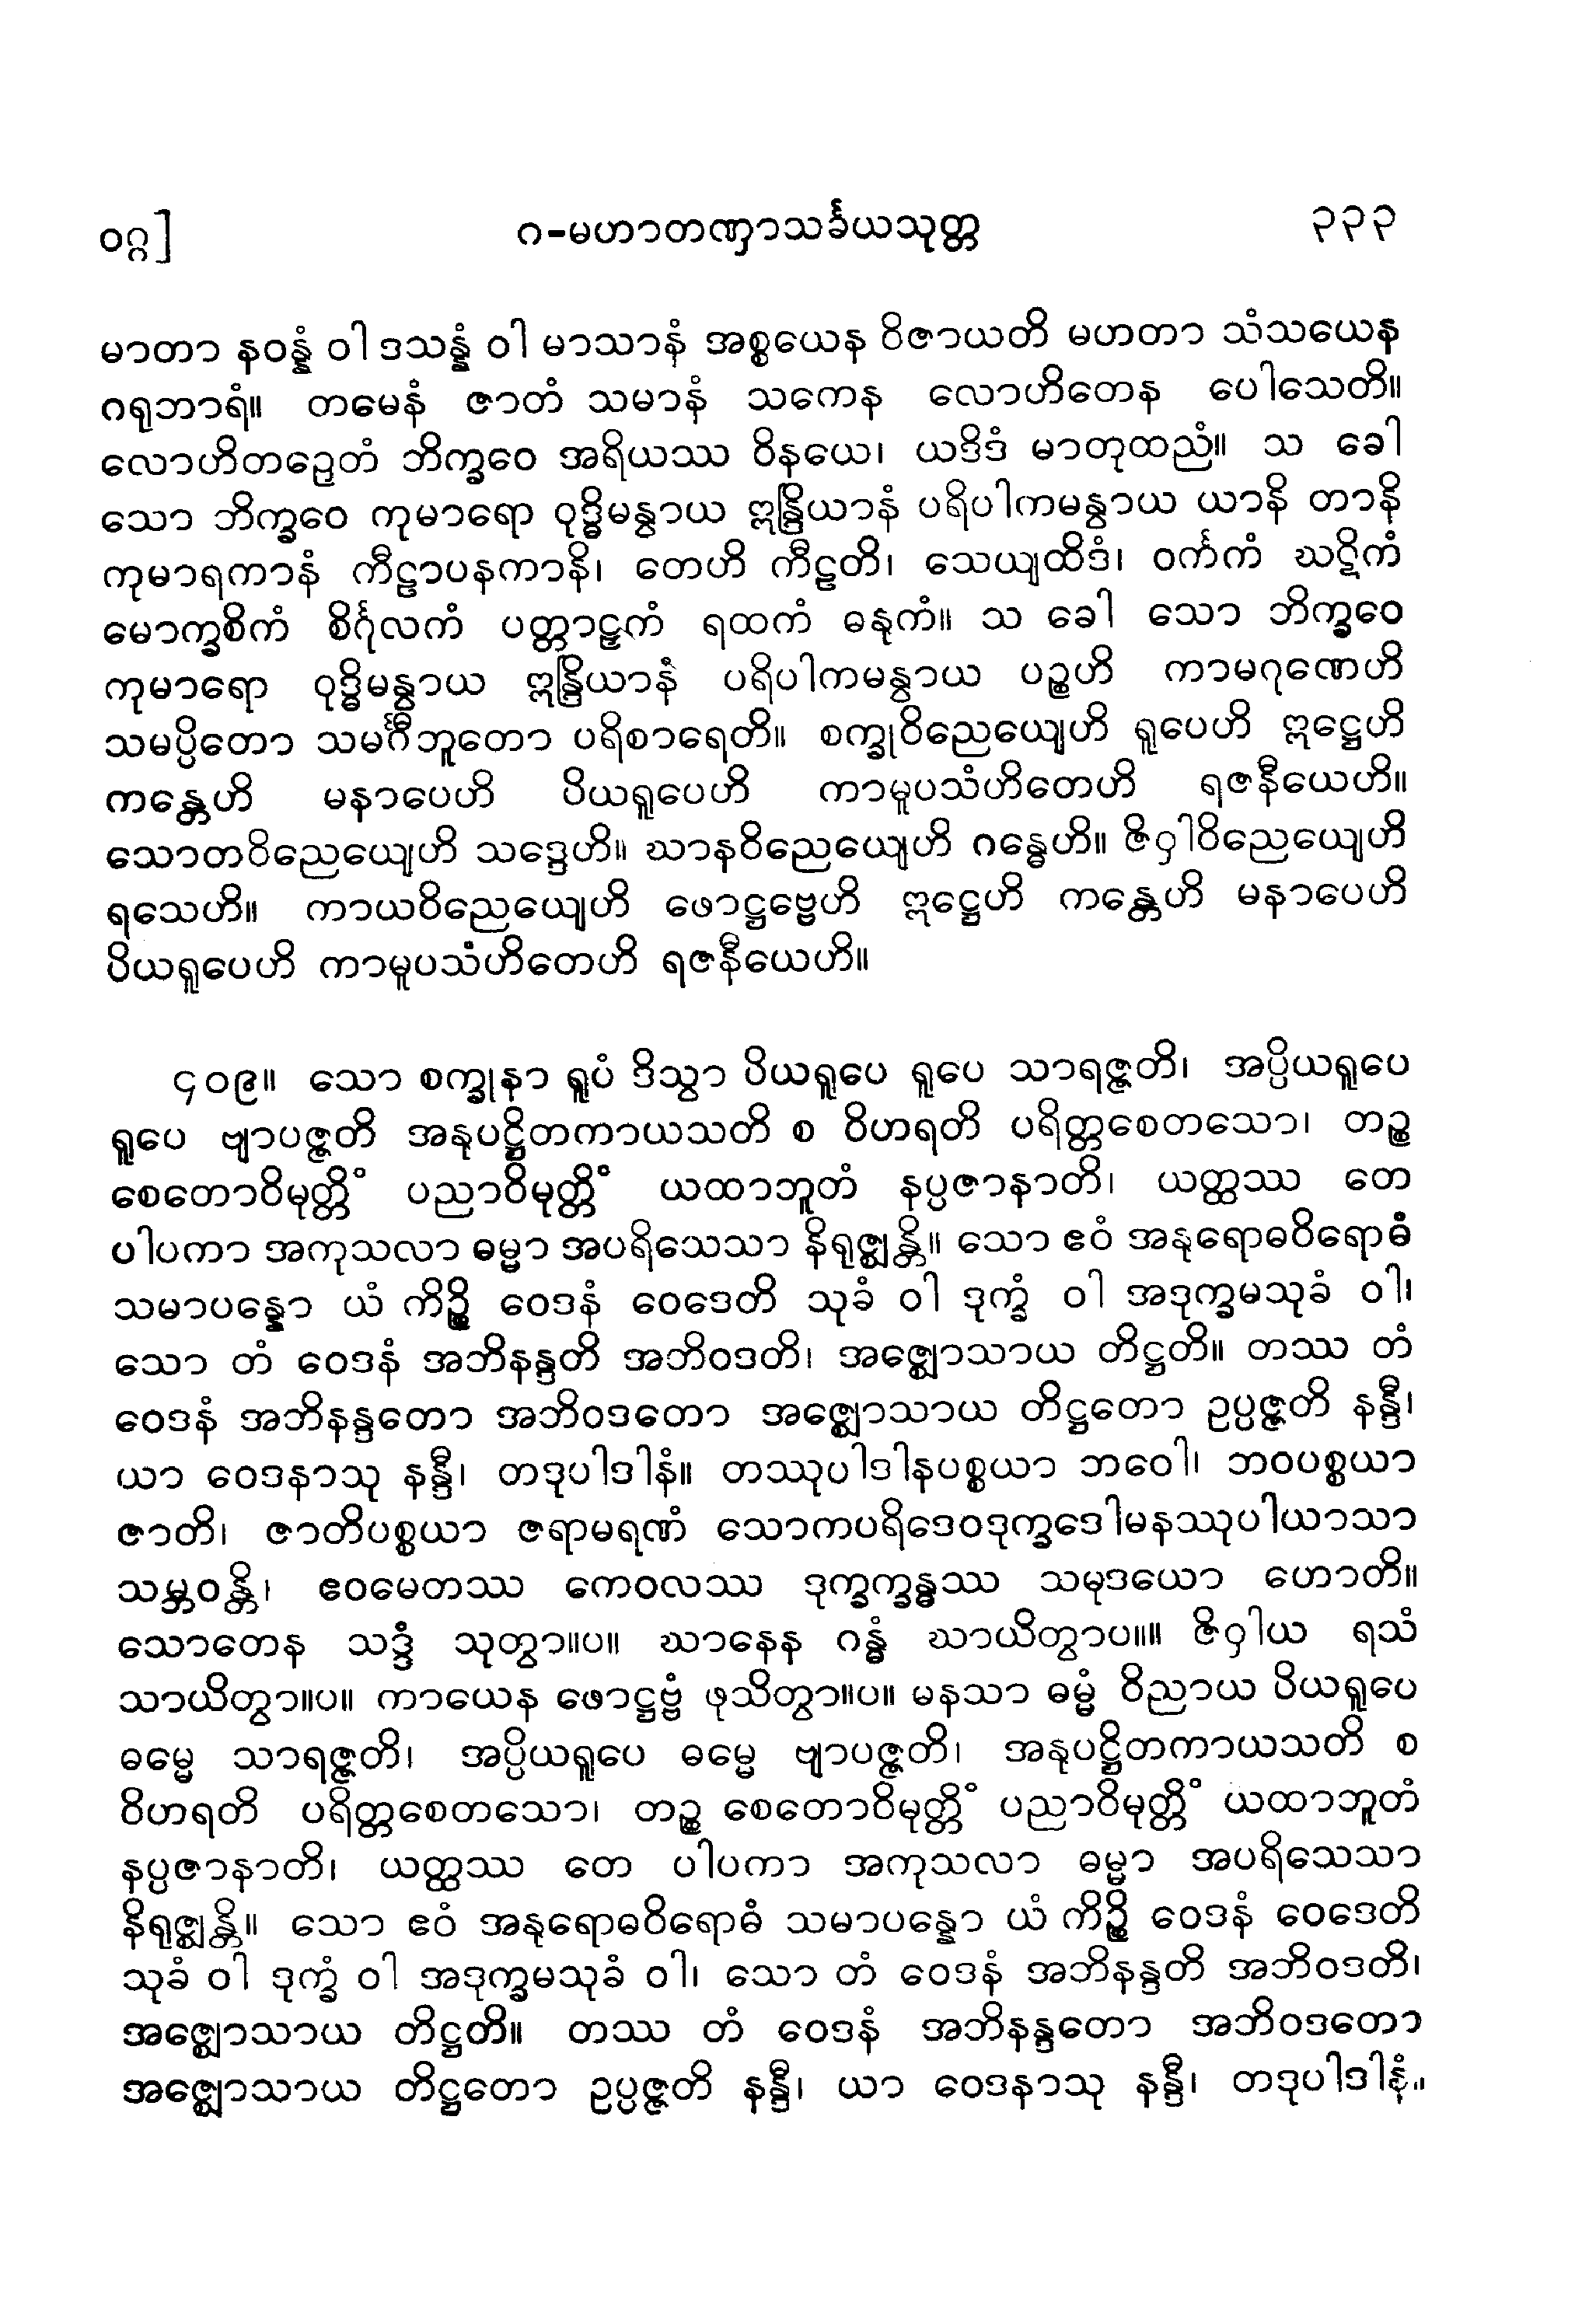 ဝဂ္ဂ]
ဂ-မဟာတဏှာသင်္ခယသုတ္တ
၃၃၃
မာတာ နဝန္နံ ဝါ ဒသန္နံ ဝါ မာသာနံ အစ္စယေန ဝိဇာယတိ မဟတာ သံသယေန
ဂရုဘာရံ။ တမေနံ ဇာတံ သမာနံ သကေန လောဟိတေန ပေါသေတိ။
လောဟိတဉှေတံ ဘိက္ခဝေ အရိယဿ ဝိနယေ၊ ယဒိဒံ မာတုထညံ။ သ ခေါ
သော ဘိက္ခဝေ ကုမာရော ဝုဒ္ဓိမန္ဝာယ ဣန္ဒြိယာနံ ပရိပါကမန္ဝာယ ယာနိ တာနိ
ကုမာရကာနံ ကီဠာပနကာနိ၊ တေဟိ ကီဠတိ၊ သေယျထိဒံ၊ ဝင်္ကကံ ဃဋိကံ
မောက္ခစိကံ စိင်္ဂုလကံ ပတ္တာဠှကံ ရထကံ ဓနုကံ။ သ ခေါ သော ဘိက္ခဝေ
ကုမာရော ဝုဒ္ဓိမန္ဝာယ ဣန္ဒြိယာနံ ပရိပါကမန္ဝာယ ပဉ္စဟိ ကာမဂုဏေဟိ
သမပ္ပိတော သမင်္ဂီဘူတော ပရိစာရေတိ။ စက္ခုဝိညေယျေဟိ ရူပေဟိ ဣဋ္ဌေဟိ
ကန္တေဟိ မနာပေဟိ ပိယရူပေဟိ ကာမူပသံဟိတေဟိ ရဇနီယေဟိ။
သောတဝိညေယျေဟိ သဒ္ဒေဟိ။ ဃာနဝိညေယျေဟိ ဂန္ဓေဟိ။ ဇိဝှါဝိညေယျေဟိ
ရသေဟိ။ ကာယဝိညေယျေဟိ ဖောဋ္ဌဗ္ဗေဟိ ဣဋ္ဌေဟိ ကန္တေဟိ မနာပေဟိ
ပိယရူပေဟိ ကာမူပသံဟိတေဟိ ရဇနီယေဟိ။
၄၀၉။ သော စက္ခုနာ ရူပံ ဒိသွာ ပိယရူပေ ရူပေ သာရဇ္ဇတိ၊ အပ္ပိယရူပေ
ရူပေ ဗျာပဇ္ဇတိ အနုပဋ္ဌိတကာယသတိ စ ဝိဟရတိ ပရိတ္တစေတသော၊ တဉ္စ
စေတောဝိမုတ္တိံ ပညာဝိမုတ္တိံ ယထာဘူတံ နပ္ပဇာနာတိ၊ ယတ္ထဿ တေ
ပါပကာ အကုသလာ ဓမ္မာ အပရိသေသာ နိရုဇ္ဈန္တိ။ သော ဧဝံ အနုရောဓဝိရောဓံ
သမာပန္နော ယံ ကိဉ္စိ ဝေဒနံ ဝေဒေတိ သုခံ ဝါ ဒုက္ခံ ဝါ အဒုက္ခမသုခံ ဝါ၊
သော တံ ဝေဒနံ အဘိနန္ဒတိ အဘိဝဒတိ၊ အဇ္ဈောသာယ တိဋ္ဌတိ။ တဿ တံ
ဝေဒနံ အဘိနန္ဒတော အဘိဝဒတော အဇ္ဈောသာယ တိဋ္ဌတော ဥပ္ပဇ္ဇတိ နန္ဒီ၊
ယာ ဝေဒနာသု နန္ဒီ၊ တဒုပါဒါနံ။ တဿုပါဒါနပစ္စယာ ဘဝေါ၊ ဘဝပစ္စယာ
ဇာတိ၊ ဇာတိပစ္စယာ ဇရာမရဏံ သောကပရိဒေဝဒုက္ခဒေါမနဿုပါယာသာ
သမ္ဘဝန္တိ၊ ဧဝမေတဿ ကေဝလဿ ဒုက္ခက္ခန္ဓဿ သမုဒယော ဟောတိ။
သောတေန သဒ္ဒံ သုတွာ။ပ။ ဃာနေန ဂန္ဓံ ဃာယိတွာပ။။ ဇိဝှါယ ရသံ
သာယိတွာ။ပ။ ကာယေန ဖောဋ္ဌဗ္ဗံ ဖုသိတွာ။ပ။ မနသာ ဓမ္မံ ဝိညာယ ပိယရူပေ
ဓမ္မေ သာရဇ္ဇတိ၊ အပ္ပိယရူပေ ဓမ္မေ ဗျာပဇ္ဇတိ၊ အနုပဋ္ဌိတကာယသတိ စ
ဝိဟရတိ ပရိတ္တစေတသော၊ တဉ္စ စေတောဝိမုတ္တိံ ပညာဝိမုတ္တိံ ယထာဘူတံ
နပ္ပဇာနာတိ၊ ယတ္ထဿ တေ ပါပကာ အကုသလာ ဓမ္မာ အပရိသေသာ
နိရုဇ္ဈန္တိ။ သော ဧဝံ အနုရောဓဝိရောဓံ သမာပန္နော ယံ ကိဉ္စိ ဝေဒနံ ဝေဒေတိ
သုခံ ဝါ ဒုက္ခံ ဝါ အဒုက္ခမသုခံ ဝါ၊ သော တံ ဝေဒနံ အဘိနန္ဒတိ အဘိဝဒတိ၊
အဇ္ဈောသာယ တိဋ္ဌတိ။ တဿ တံ ဝေဒနံ အဘိနန္ဒတော အဘိဝဒတော
အဇ္ဈောသာယ တိဋ္ဌတော ဥပ္ပဇ္ဇတိ နန္ဒီ၊ ယာ ဝေဒနာသု နန္ဒီ၊ တဒုပါဒါနံ။